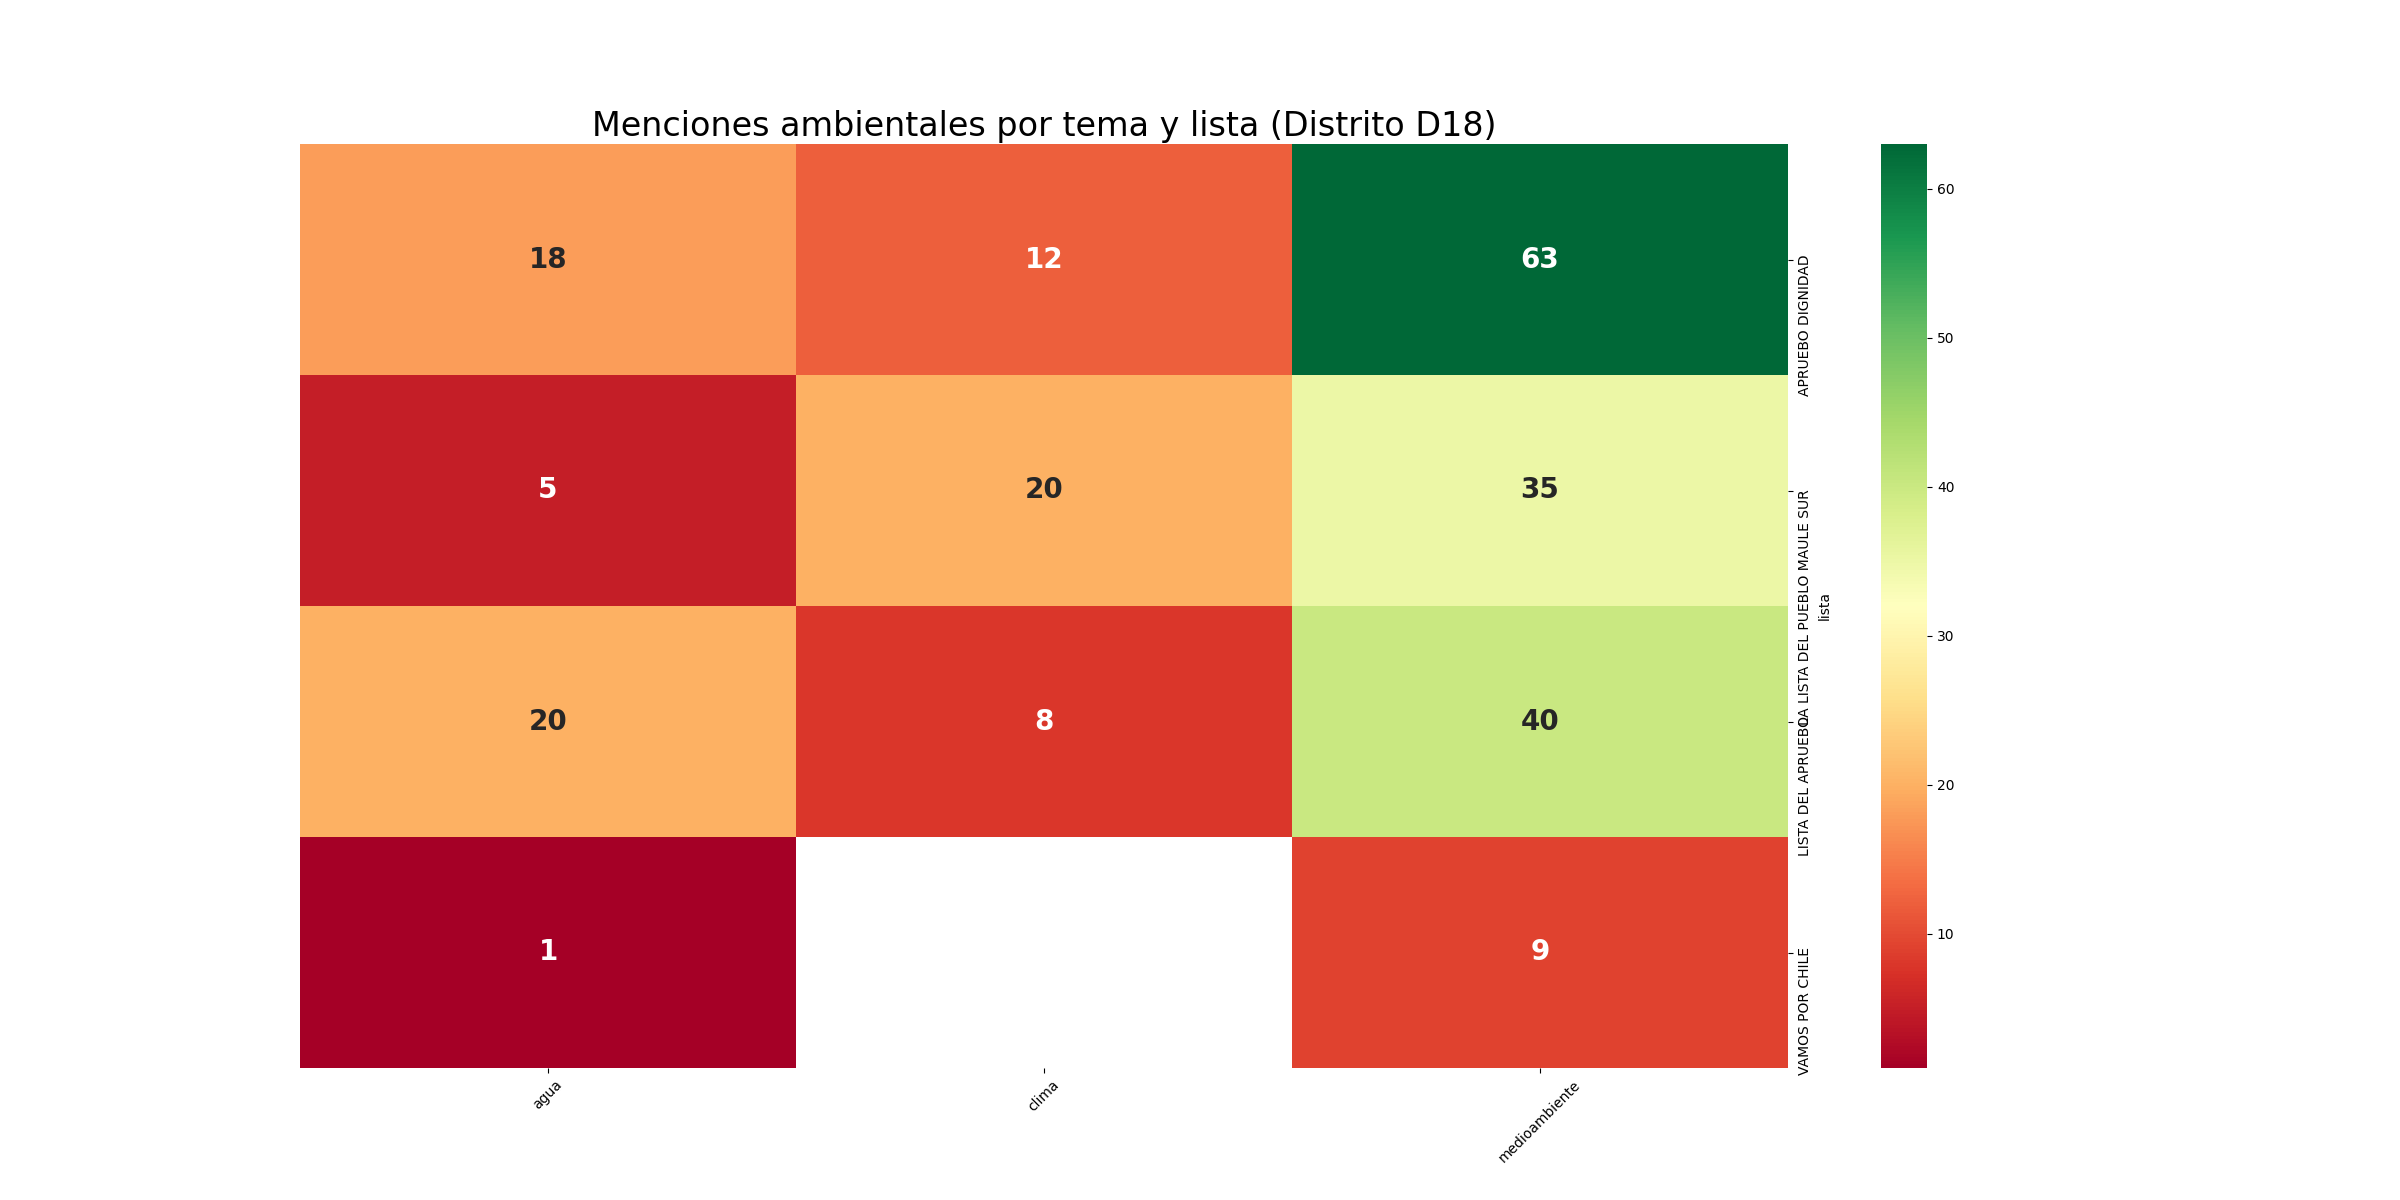 Menciones ambientales por tema y lista (Distrito D18)
18 12 63
5 20 35
20 8 40
1 9
agua
clima
medioambiente
APRUEBO DIGNIDAD
LA LISTA DEL PUEBLO MAULE SUR
LISTA DEL APRUEBO
VAMOS POR CHILE
lista
60
50
40
30
20
10